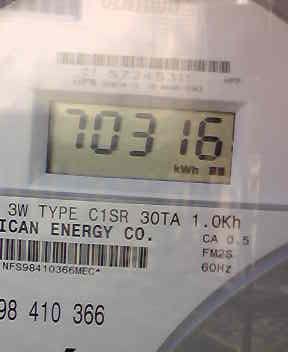 70316
kWh
3W TYPE C1SR 30TA 1.0Kh
ICAN ENERGY CO.
CA 0.5
FM2S
NFS98410366MEC*
60Hz
98 410 366